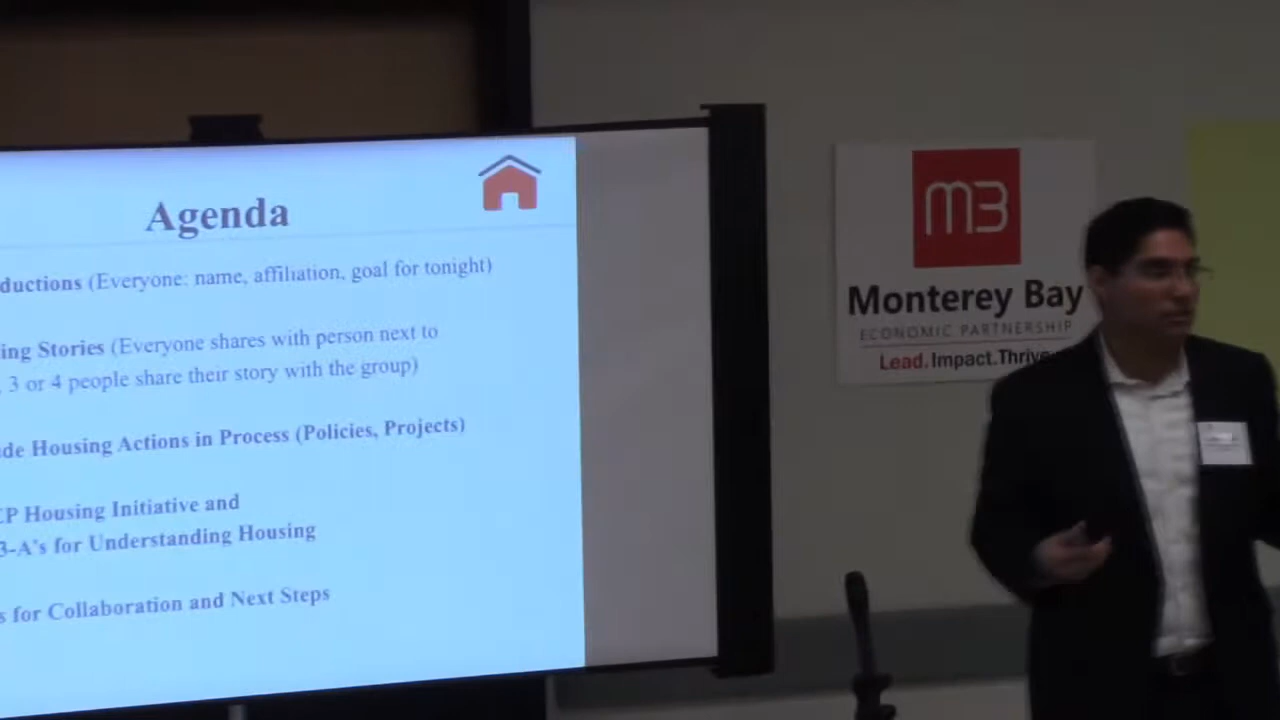 Agenda
ductions (Everyone: name, affiliation, goal for tonight)
ing Stories (Everyone shares with person next to
, 3 or 4 people share their story with the group)
de Housing Actions in Process (Policies, Projects)
EP Housing Initiative and
3-A's for Understanding Housing
s for Collaboration and Next Steps
MB
Monterey Bay
ECONOMIC PARTNERSHIP
Lead. Impact. Thrive